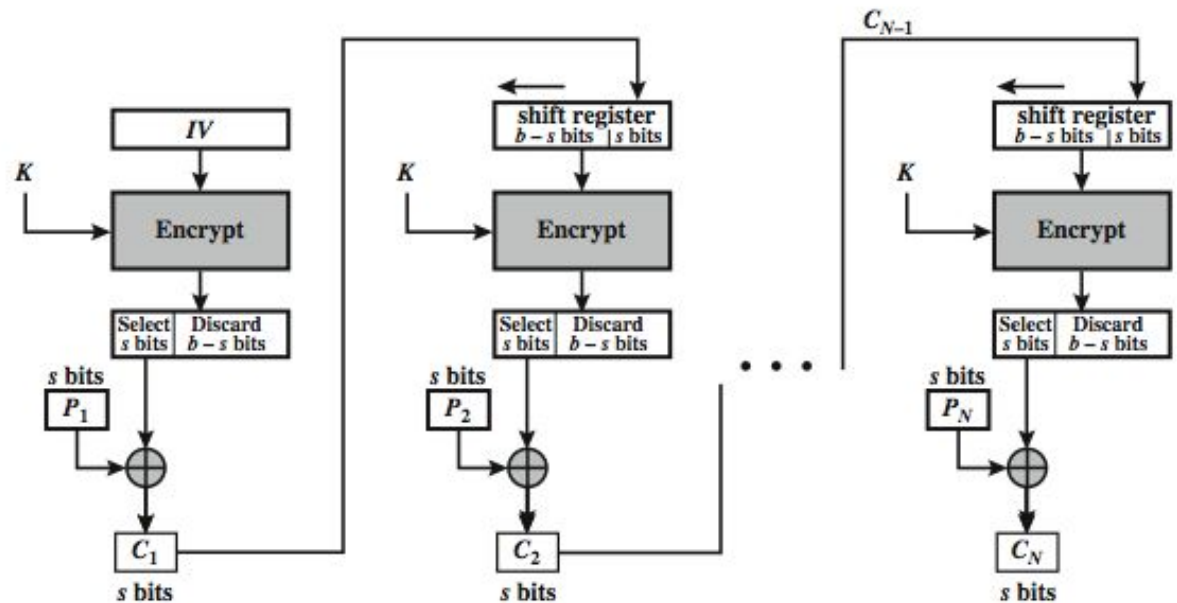 C_{N-1}
IV
shift register
b – s bits | s bits
shift register
b – s bits | s bits
K
K
K
Encrypt
Encrypt
Encrypt
Select
s bits
Discard
b – s bits
Select
s bits
Discard
b – s bits
Select
s bits
Discard
b – s bits
• • •
s bits
P_1
s bits
P_2
s bits
P_N
C_1
s bits
C_2
s bits
C_N
s bits